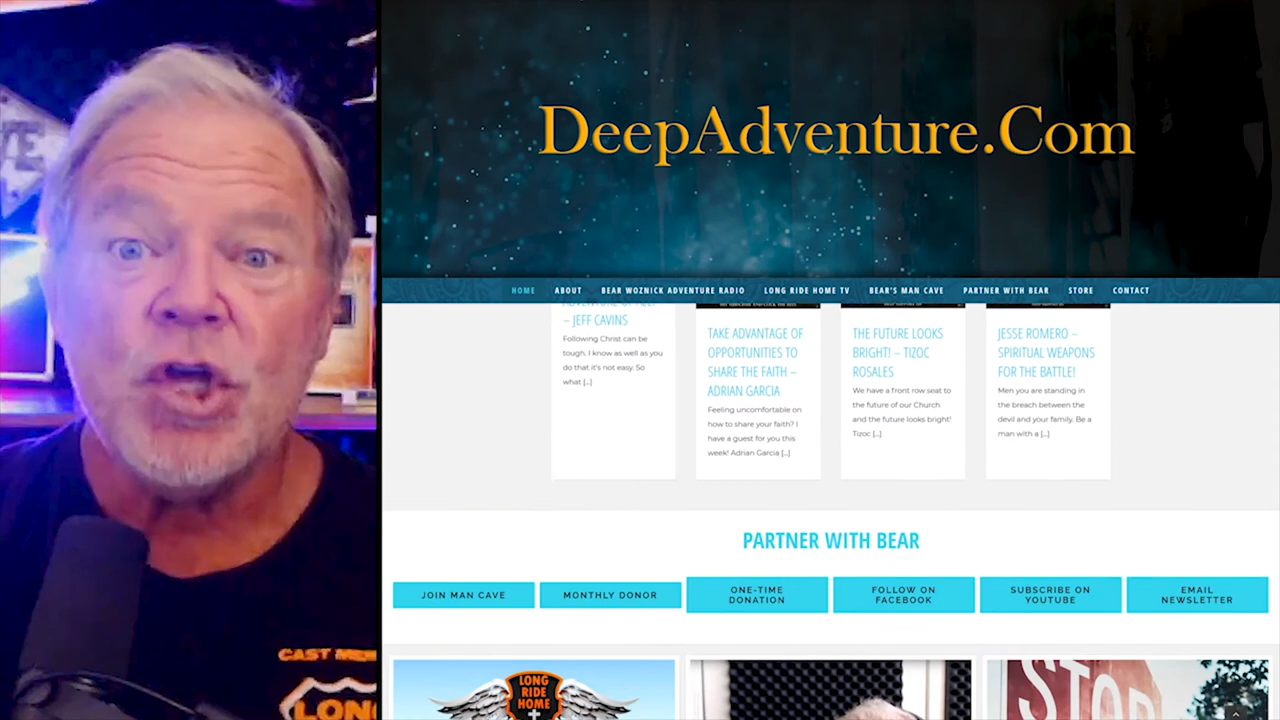 DeepAdventure.Com
HOME ABOUT BEAR WOZNICK ADVENTURE RADIO LONG RIDE HOME TV BEAR'S MAN CAVE PARTNER WITH BEAR STORE CONTACT
– JEFF CAVINS
Following Christ can be
tough. I know as well as you
do that it's not easy. So
what [...]
TAKE ADVANTAGE OF
OPPORTUNITIES TO
SHARE THE FAITH –
ADRIAN GARCIA
Feeling uncomfortable on
how to share your faith? I
have a guest for you this
week! Adrian Garcia [...]
THE FUTURE LOOKS
BRIGHT! – TIZOC
ROSALES
We have a front row seat to
the future of our Church
and the future looks bright!
Tizoc [...]
JESSE ROMERO –
SPIRITUAL WEAPONS
FOR THE BATTLE!
Men you are standing in
the breach between the
devil and your family. Be a
man with a [...]
PARTNER WITH BEAR
JOIN MAN CAVE
MONTHLY DONOR
ONE-TIME
DONATION
FOLLOW ON
FACEBOOK
SUBSCRIBE ON
YOUTUBE
EMAIL
NEWSLETTER
CAST MEM
LONG
LONG
RIDE
HOME
STOP